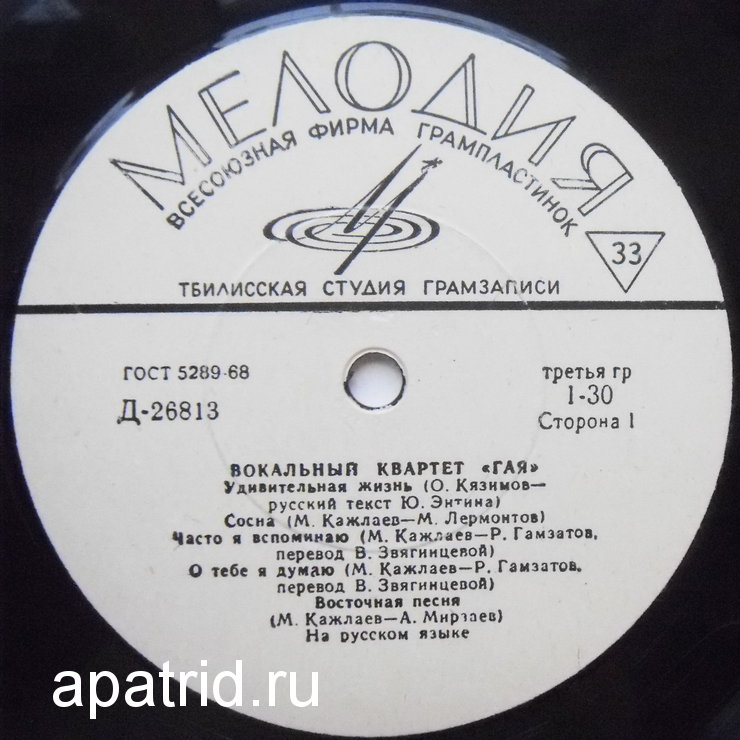 МЕЛОДИЯ
ВСЕСОЮЗНАЯ ФИРМА ГРАМПЛАСТИНОК
33
ТБИЛИССКАЯ СТУДИЯ ГРАМЗАПИСИ
ГОСТ 5289-68
Д-26813
третья гр
1-30
Сторона 1
ВОКАЛЬНЫЙ КВАРТЕТ «ГАЯ»
Удивительная жизнь (О. Кязимов—
русский текст Ю. Энтина)
Сосна (М. Кажлаев—М. Лермонтов)
Часто я вспоминаю (М. Кажлаев—Р. Гамзатов,
перевод В. Звягинцевой)
О тебе я думаю (М. Кажлаев—Р. Гамзатов,
перевод В. Звягинцевой)
Восточная песня
(М. Кажлаев—А. Мирзаев)
На русском языке
apatrid.ru